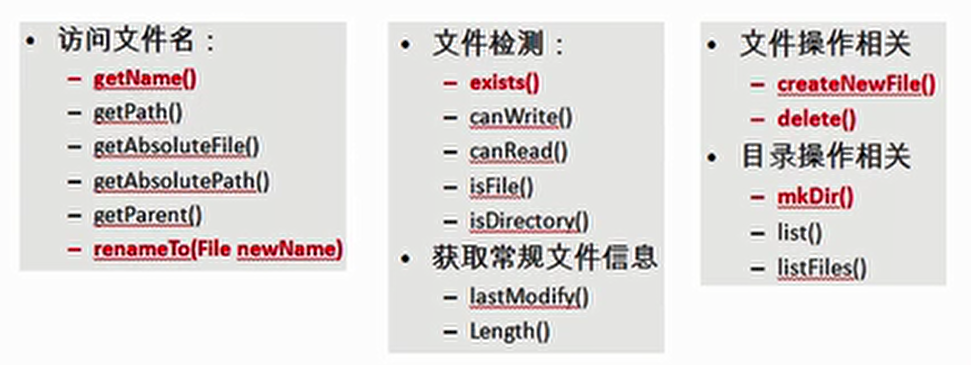 • 访问文件名：
– getName()
– getPath()
– getAbsoluteFile()
– getAbsolutePath()
– getParent()
– renameTo(File newName)
• 文件检测：
– exists()
– canWrite()
– canRead()
– isFile()
– isDirectory()
• 获取常规文件信息
– lastModify()
– Length()
• 文件操作相关
– createNewFile()
– delete()
• 目录操作相关
– mkDir()
– list()
– listFiles()